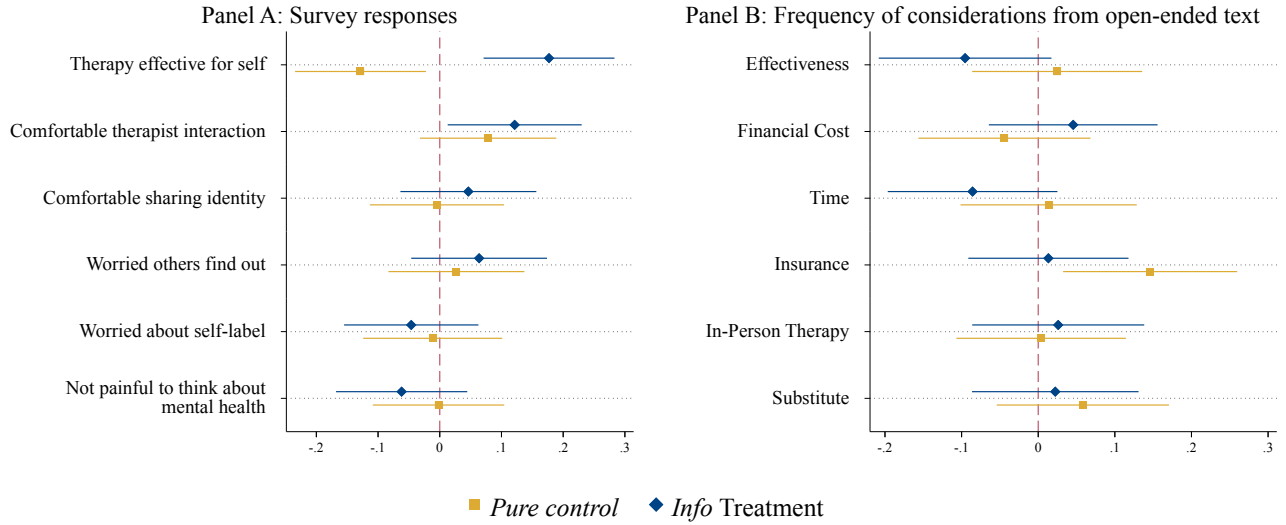 Panel A: Survey responses
Therapy effective for self
Comfortable therapist interaction
Comfortable sharing identity
Worried others find out
Worried about self-label
Not painful to think about
mental health
-.2 -.1 0 .1 .2 .3
Panel B: Frequency of considerations from open-ended text
Effectiveness
Financial Cost
Time
Insurance
In-Person Therapy
Substitute
-.2 -.1 0 .1 .2 .3
Pure control Info Treatment